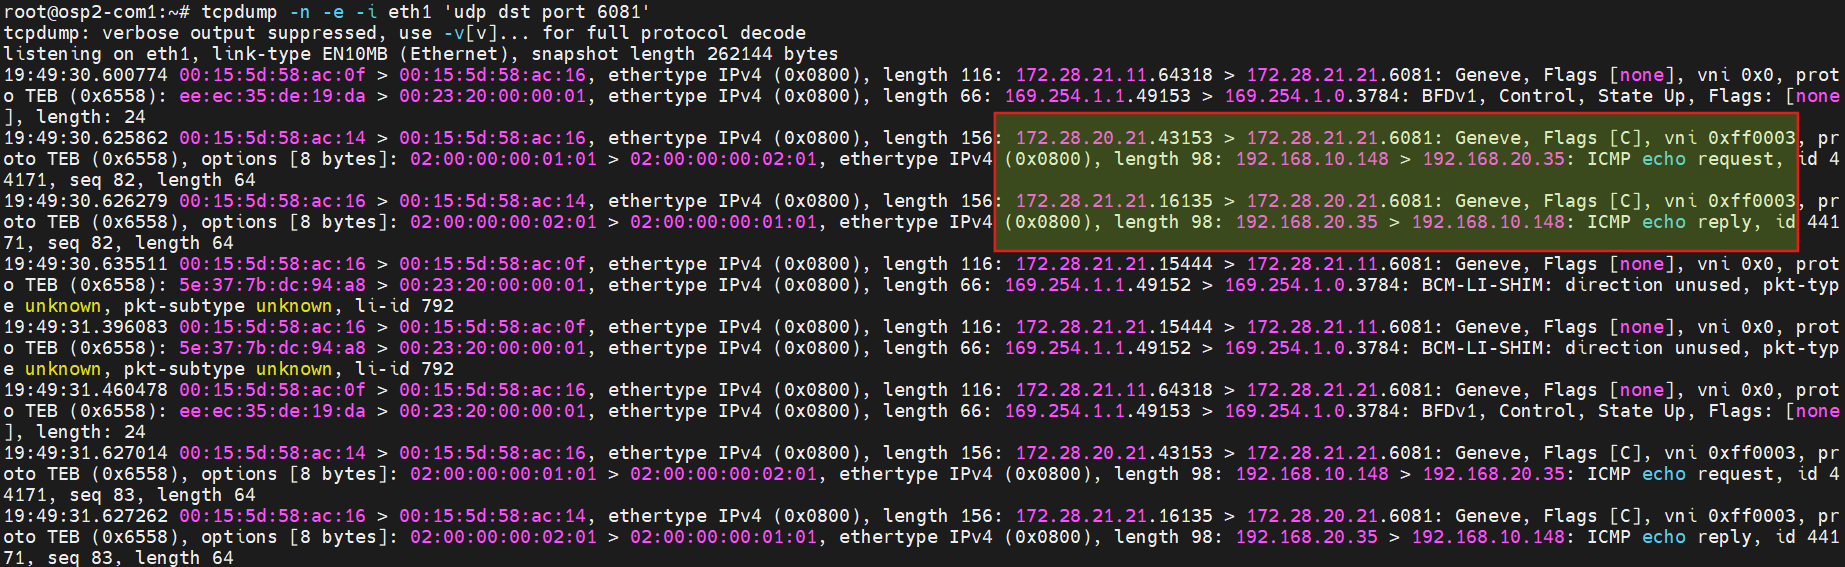 root@osp2-com1:~# tcpdump -n -e -i eth1 'udp dst port 6081'
tcpdump: verbose output suppressed, use -v[v]... for full protocol decode
listening on eth1, link-type EN10MB (Ethernet), snapshot length 262144 bytes
19:49:30.600774 00:15:5d:58:ac:0f > 00:15:5d:58:ac:16, ethertype IPv4 (0x0800), length 116: 172.28.21.11.64318 > 172.28.21.21.6081: Geneve, Flags [none], vni 0x0, prot
o TEB (0x6558): ee:ec:35:de:19:da > 00:23:20:00:00:01, ethertype IPv4 (0x0800), length 66: 169.254.1.1.49153 > 169.254.1.0.3784: BFDv1, Control, State Up, Flags: [none
], length: 24
19:49:30.625862 00:15:5d:58:ac:14 > 00:15:5d:58:ac:16, ethertype IPv4 (0x0800), length 156: 172.28.20.21.43153 > 172.28.21.21.6081: Geneve, Flags [C], vni 0xff0003, pr
oto TEB (0x6558), options [8 bytes]: 02:00:00:00:01:01 > 02:00:00:00:02:01, ethertype IPv4 (0x0800), length 98: 192.168.10.148 > 192.168.20.35: ICMP echo request, id 4
4171, seq 82, length 64
19:49:30.626279 00:15:5d:58:ac:16 > 00:15:5d:58:ac:14, ethertype IPv4 (0x0800), length 156: 172.28.21.21.16135 > 172.28.20.21.6081: Geneve, Flags [C], vni 0xff0003, pr
oto TEB (0x6558), options [8 bytes]: 02:00:00:00:02:01 > 02:00:00:00:01:01, ethertype IPv4 (0x0800), length 98: 192.168.20.35 > 192.168.10.148: ICMP echo reply, id 441
71, seq 82, length 64
19:49:30.635511 00:15:5d:58:ac:16 > 00:15:5d:58:ac:0f, ethertype IPv4 (0x0800), length 116: 172.28.21.21.15444 > 172.28.21.11.6081: Geneve, Flags [none], vni 0x0, prot
o TEB (0x6558): 5e:37:7b:dc:94:a8 > 00:23:20:00:00:01, ethertype IPv4 (0x0800), length 66: 169.254.1.1.49152 > 169.254.1.0.3784: BCM-LI-SHIM: direction unused, pkt-typ
e unknown, pkt-subtype unknown, li-id 792
19:49:31.396083 00:15:5d:58:ac:16 > 00:15:5d:58:ac:0f, ethertype IPv4 (0x0800), length 116: 172.28.21.21.15444 > 172.28.21.11.6081: Geneve, Flags [none], vni 0x0, prot
o TEB (0x6558): 5e:37:7b:dc:94:a8 > 00:23:20:00:00:01, ethertype IPv4 (0x0800), length 66: 169.254.1.1.49152 > 169.254.1.0.3784: BCM-LI-SHIM: direction unused, pkt-typ
e unknown, pkt-subtype unknown, li-id 792
19:49:31.460478 00:15:5d:58:ac:0f > 00:15:5d:58:ac:16, ethertype IPv4 (0x0800), length 116: 172.28.21.11.64318 > 172.28.21.21.6081: Geneve, Flags [none], vni 0x0, prot
o TEB (0x6558): ee:ec:35:de:19:da > 00:23:20:00:00:01, ethertype IPv4 (0x0800), length 66: 169.254.1.1.49153 > 169.254.1.0.3784: BFDv1, Control, State Up, Flags: [none
], length: 24
19:49:31.627014 00:15:5d:58:ac:14 > 00:15:5d:58:ac:16, ethertype IPv4 (0x0800), length 156: 172.28.20.21.43153 > 172.28.21.21.6081: Geneve, Flags [C], vni 0xff0003, pr
oto TEB (0x6558), options [8 bytes]: 02:00:00:00:01:01 > 02:00:00:00:02:01, ethertype IPv4 (0x0800), length 98: 192.168.10.148 > 192.168.20.35: ICMP echo request, id 4
4171, seq 83, length 64
19:49:31.627262 00:15:5d:58:ac:16 > 00:15:5d:58:ac:14, ethertype IPv4 (0x0800), length 156: 172.28.21.21.16135 > 172.28.20.21.6081: Geneve, Flags [C], vni 0xff0003, pr
oto TEB (0x6558), options [8 bytes]: 02:00:00:00:02:01 > 02:00:00:00:01:01, ethertype IPv4 (0x0800), length 98: 192.168.20.35 > 192.168.10.148: ICMP echo reply, id 441
71, seq 83, length 64